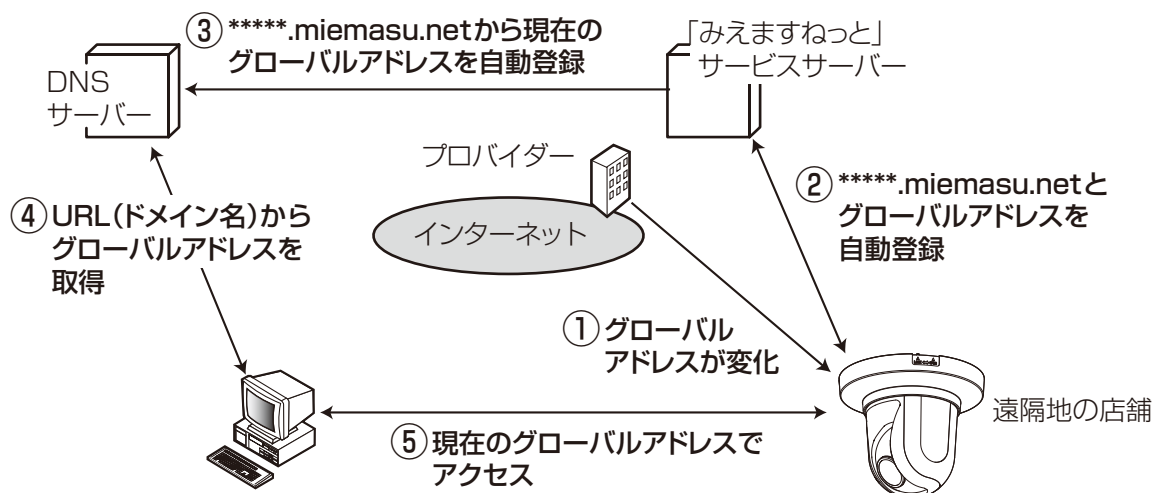 ③*****.miemasu.netから現在の
グローバルアドレスを自動登録
「みえますねっと」
サービスサーバー
DNS
サーバー
プロバイダー
②*****.miemasu.netと
グローバルアドレスを
自動登録
④URL(ドメイン名)から
グローバルアドレスを
取得
インターネット
①グローバル
アドレスが変化
遠隔地の店舗
⑤現在のグローバルアドレスで
アクセス